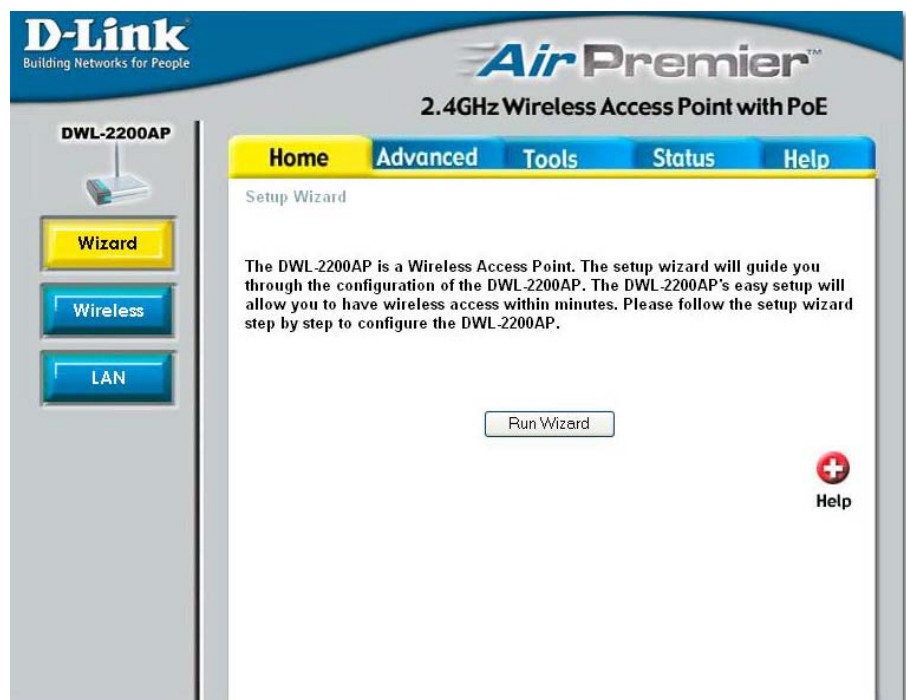 D-Link
Building Networks for People
Air Premier™
2.4GHz Wireless Access Point with PoE
DWL-2200AP
Home Advanced Tools Status Help
Wizard
Wireless
LAN
Setup Wizard
The DWL-2200AP is a Wireless Access Point. The setup wizard will guide you
through the configuration of the DWL-2200AP. The DWL-2200AP's easy setup will
allow you to have wireless access within minutes. Please follow the setup wizard
step by step to configure the DWL-2200AP.
Run Wizard
Help